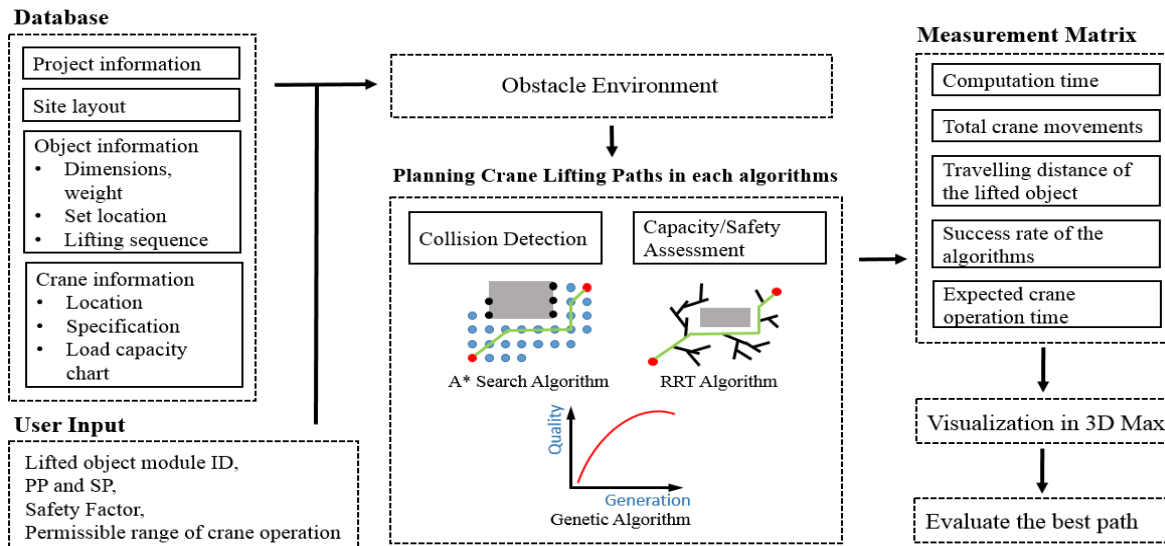 Database
Project information
Site layout
Object information
• Dimensions,
weight
• Set location
• Lifting sequence
Crane information
• Location
• Specification
• Load capacity
chart
User Input
Lifted object module ID,
PP and SP,
Safety Factor,
Permissible range of crane operation
Obstacle Environment
Planning Crane Lifting Paths in each algorithms
Collision Detection
Capacity/Safety
Assessment
A* Search Algorithm
RRT Algorithm
Quality
Generation
Genetic Algorithm
Measurement Matrix
Computation time
Total crane movements
Travelling distance of
the lifted object
Success rate of the
algorithms
Expected crane
operation time
Visualization in 3D Max
Evaluate the best path